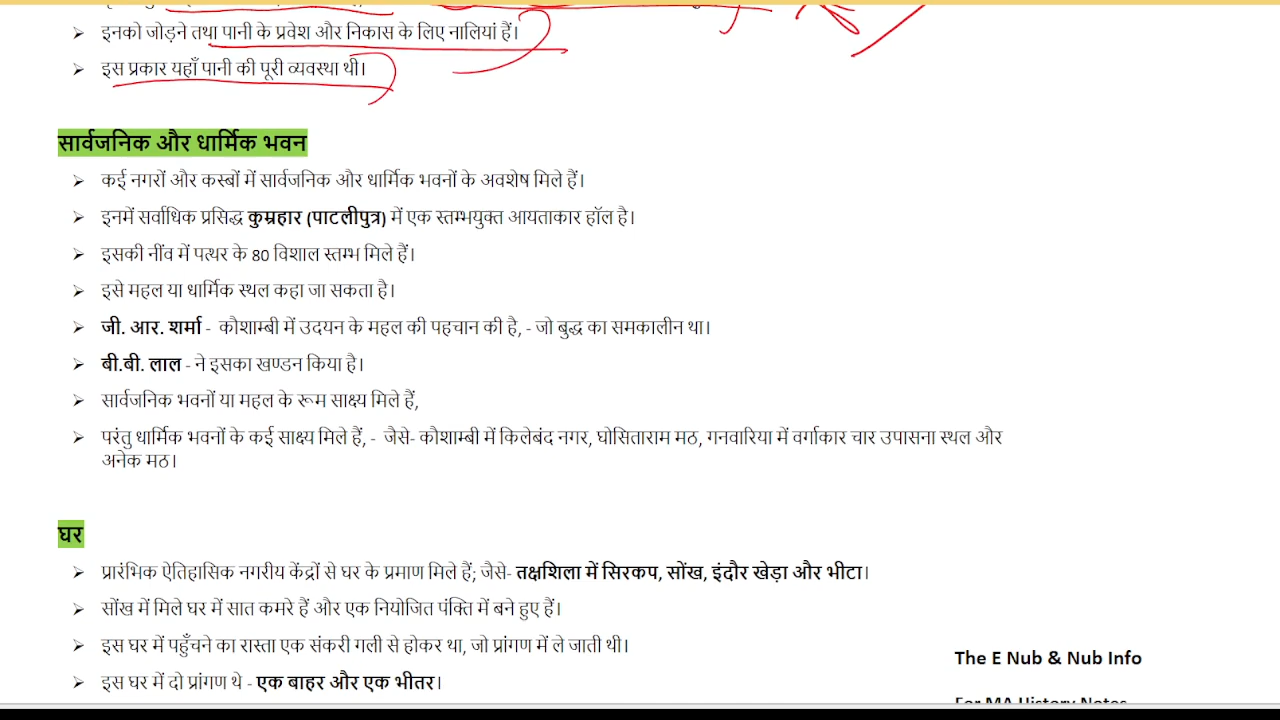 ➢ इनको जोड़ने तथा पानी के प्रवेश और निकास के लिए नालियां हैं।
➢ इस प्रकार यहाँ पानी की पूरी व्यवस्था थी।
सार्वजनिक और धार्मिक भवन
➢ कई नगरों और कस्बों में सार्वजनिक और धार्मिक भवनों के अवशेष मिले हैं।
➢ इनमें सर्वाधिक प्रसिद्ध कुम्रहार (पाटलीपुत्र) में एक स्तम्भयुक्त आयताकार हॉल है।
➢ इसकी नींव में पत्थर के 80 विशाल स्तम्भ मिले हैं।
➢ इसे महल या धार्मिक स्थल कहा जा सकता है।
➢ जी. आर. शर्मा - कौशाम्बी में उदयन के महल की पहचान की है, - जो बुद्ध का समकालीन था।
➢ बी.बी. लाल - ने इसका खण्डन किया है।
➢ सार्वजनिक भवनों या महल के रूम साक्ष्य मिले हैं,
➢ परंतु धार्मिक भवनों के कई साक्ष्य मिले हैं, - जैसे- कौशाम्बी में किलेबंद नगर, घोसिताराम मठ, गनवारिया में वर्गाकार चार उपासना स्थल और
अनेक मठ।
घर
➢ प्रारंभिक ऐतिहासिक नगरीय केंद्रों से घर के प्रमाण मिले हैं; जैसे- तक्षशिला में सिरकप, सोंख, इंदौर खेड़ा और भीटा।
➢ सोंख में मिले घर में सात कमरे हैं और एक नियोजित पंक्ति में बने हुए हैं।
➢ इस घर में पहुँचने का रास्ता एक संकरी गली से होकर था, जो प्रांगण में ले जाती थी।
The E Nub & Nub Info
➢ इस घर में दो प्रांगण थे - एक बाहर और एक भीतर।
For MA History Notes